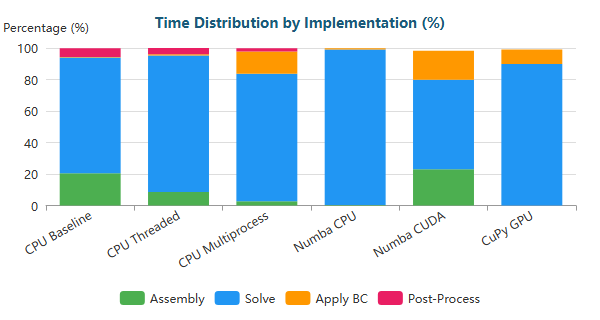 Time Distribution by Implementation (%)
Percentage (%)
100
80
60
40
20
0
CPU Baseline
CPU Threaded
CPU Multiprocess
Numba CPU
Numba CUDA
CuPy GPU
Assembly
Solve
Apply BC
Post-Process